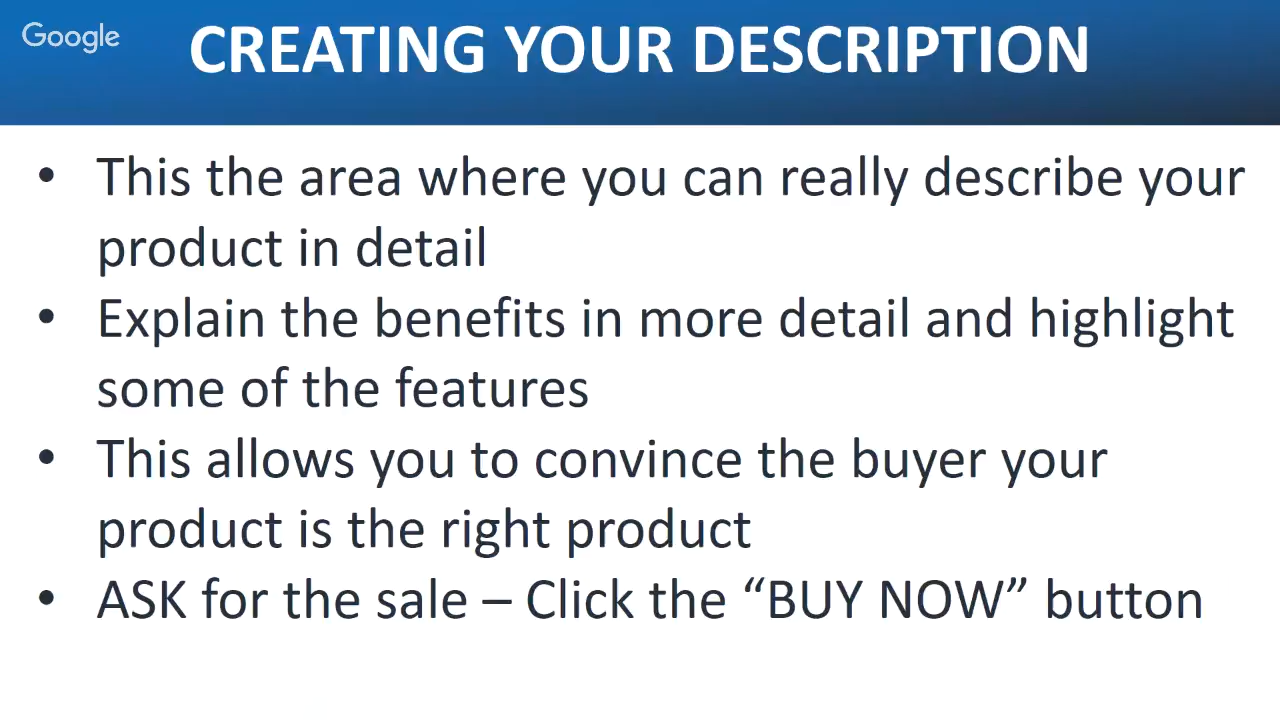 Google
CREATING YOUR DESCRIPTION
• This the area where you can really describe your
product in detail
• Explain the benefits in more detail and highlight
some of the features
• This allows you to convince the buyer your
product is the right product
• ASK for the sale – Click the “BUY NOW” button